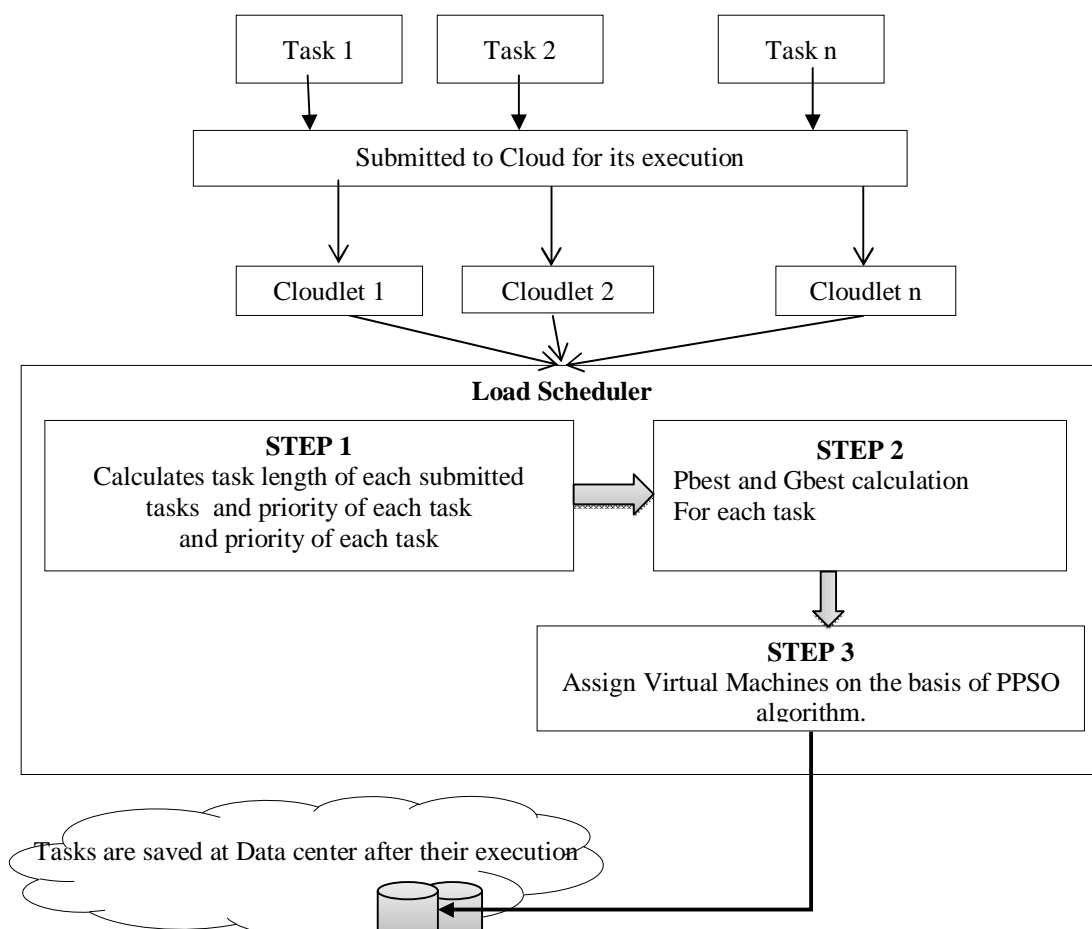 Task 1
Task 2
Task n
Submitted to Cloud for its execution
Cloudlet 1
Cloudlet 2
Cloudlet n
Load Scheduler
STEP 1
Calculates task length of each submitted
tasks  and priority of each task
and priority of each task
STEP 2
Pbest and Gbest calculation
For each task
STEP 3
Assign Virtual Machines on the basis of PPSO
algorithm.
Tasks are saved at Data center after their execution